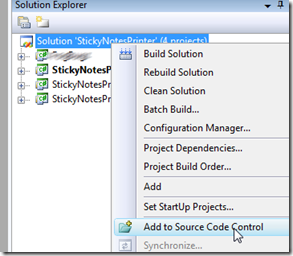 Solution Explorer
Solution 'StickyNotesPrinter' (4 projects)
StickyNotesP
StickyNotesPr
StickyNotesPr
Build Solution
Rebuild Solution
Clean Solution
Batch Build...
Configuration Manager...
Project Dependencies...
Project Build Order...
Add
Set StartUp Projects...
Add to Source Code Control
Synchronize...